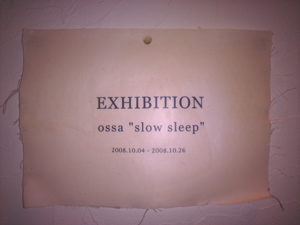 EXHIBITION
ossa "slow sleep"
2008.10.04 - 2008.10.26